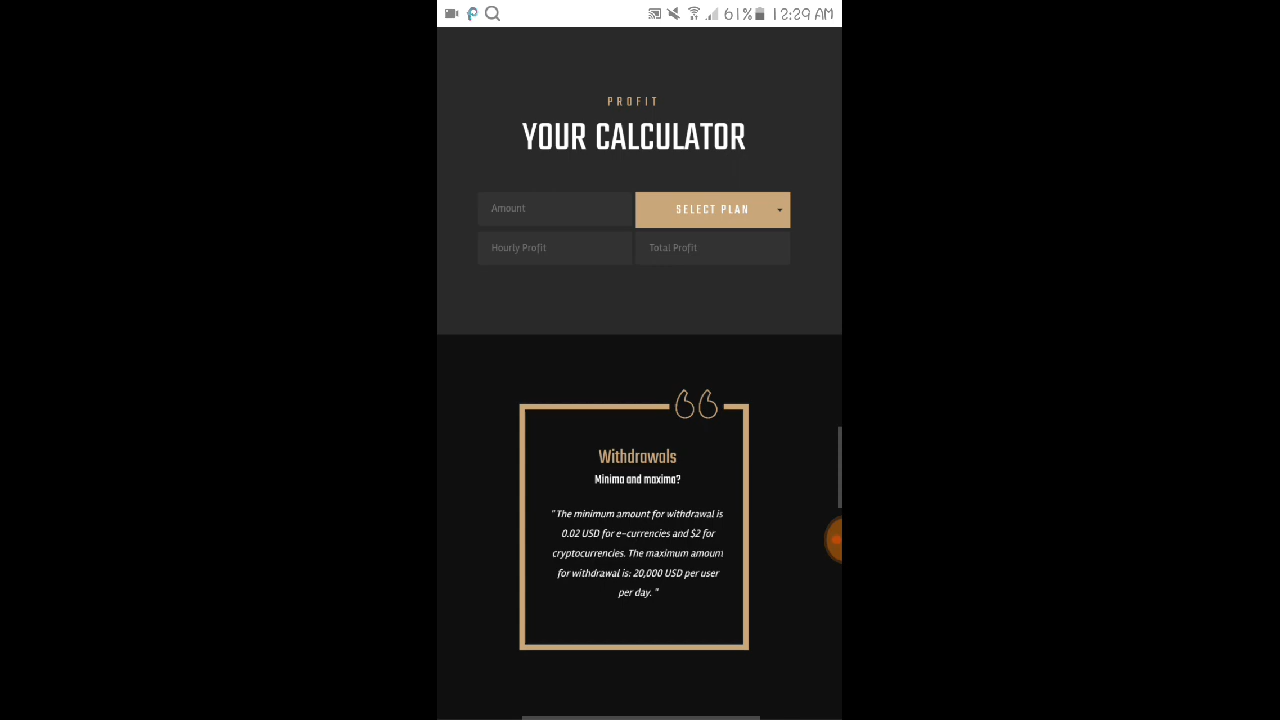 61% 12:29 AM
PROFIT
YOUR CALCULATOR
Amount
SELECT PLAN
Hourly Profit
Total Profit
Withdrawals
Minima and maxima?
" The minimum amount for withdrawal is
0.02 USD for e-currencies and $2 for
cryptocurrencies. The maximum amount
for withdrawal is: 20,000 USD per user
per day. "